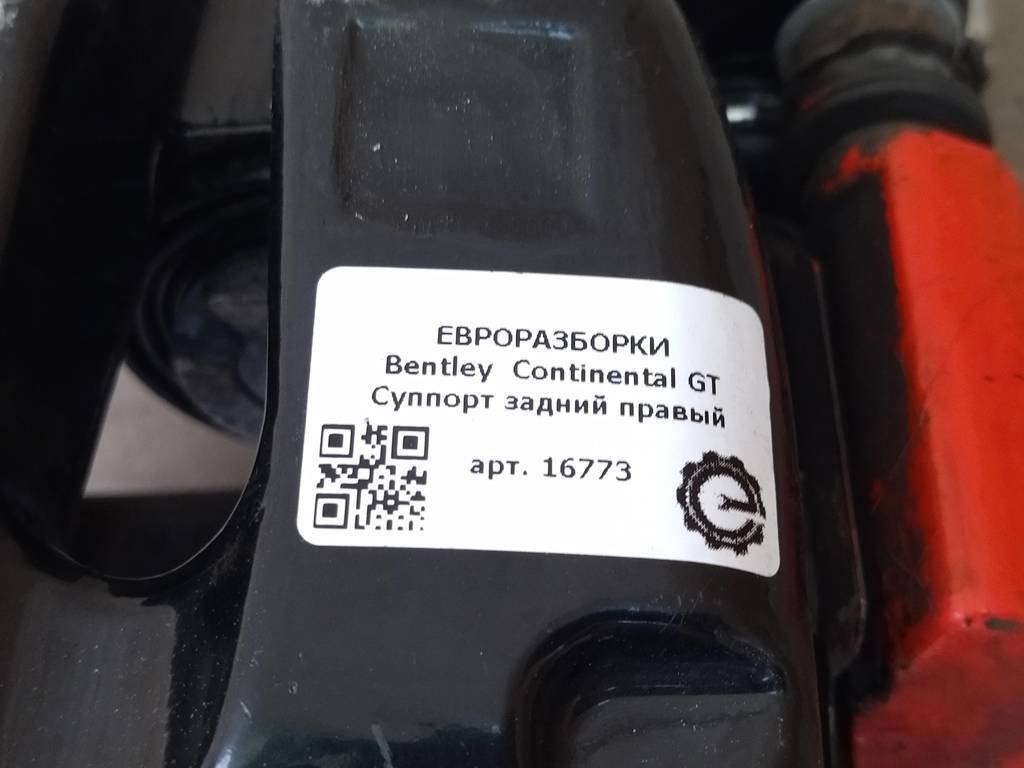 ЕВРОРАЗБОРКИ
Bentley Continental GT
Суппорт задний правый
арт. 16773